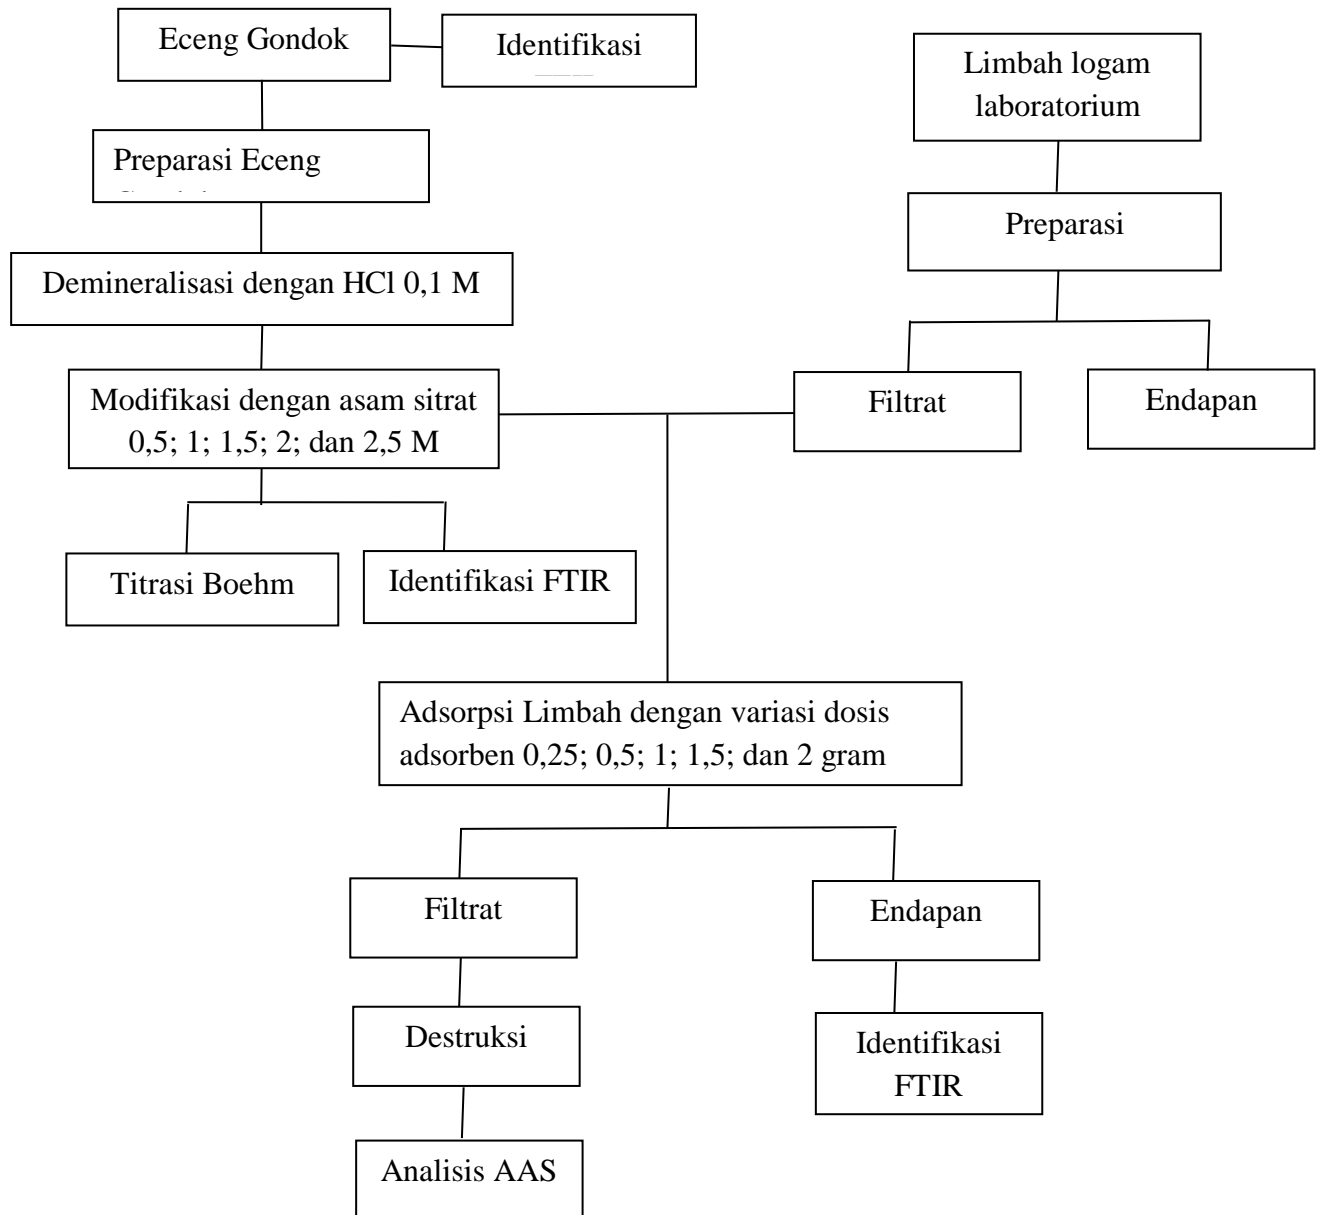 Eceng Gondok
Identifikasi
Limbah logam
laboratorium
Preparasi Eceng
Preparasi
Demineralisasi dengan HCl 0,1 M
Modifikasi dengan asam sitrat
0,5; 1; 1,5; 2; dan 2,5 M
Filtrat
Endapan
Titrasi Boehm
Identifikasi FTIR
Adsorpsi Limbah dengan variasi dosis
adsorben 0,25; 0,5; 1; 1,5; dan 2 gram
Filtrat
Endapan
Destruksi
Identifikasi
FTIR
Analisis AAS